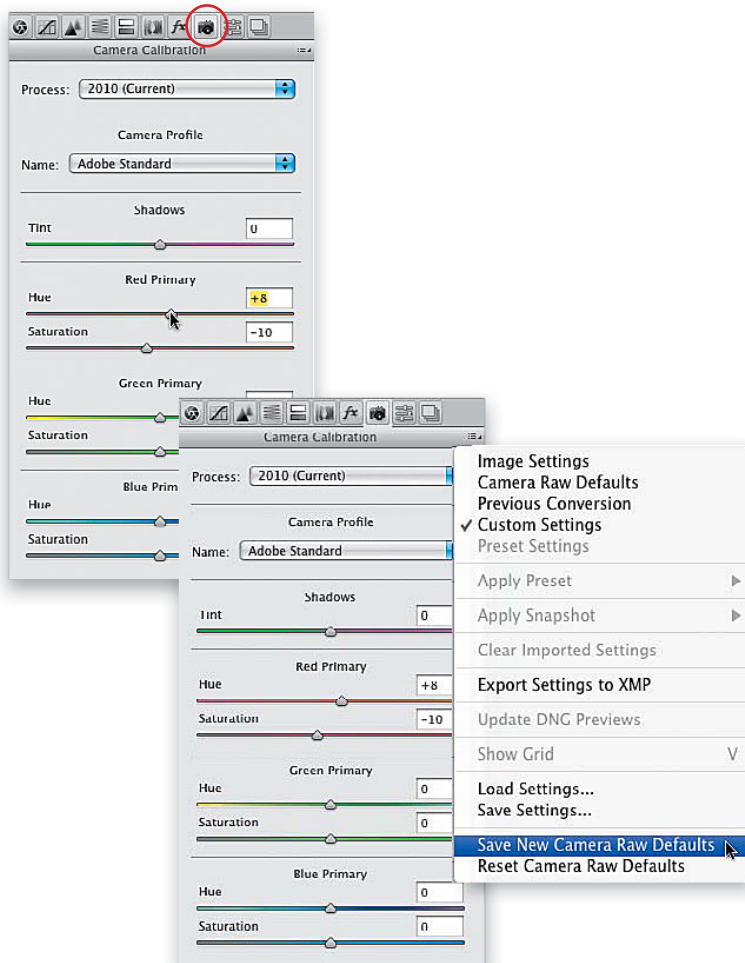 Camera Calibration
Process: 2010 (Current)
Camera Profile
Name: Adobe Standard
Shadows
Tint 0
Red Primary
Hue +8
Saturation -10
Green Primary
Hue
Saturation
Blue Prim
Hue
Saturation
Camera Calibration
Process: 2010 (Current)
Camera Profile
Name: Adobe Standard
Shadows
Tint 0
Red Primary
Hue +8
Saturation -10
Green Primary
Hue 0
Saturation 0
Blue Primary
Hue 0
Saturation 0
Image Settings
Camera Raw Defaults
Previous Conversion
✓ Custom Settings
Preset Settings
Apply Preset
Apply Snapshot
Clear Imported Settings
Export Settings to XMP
Update DNG Previews
Show Grid V
Load Settings...
Save Settings...
Save New Camera Raw Defaults
Reset Camera Raw Defaults